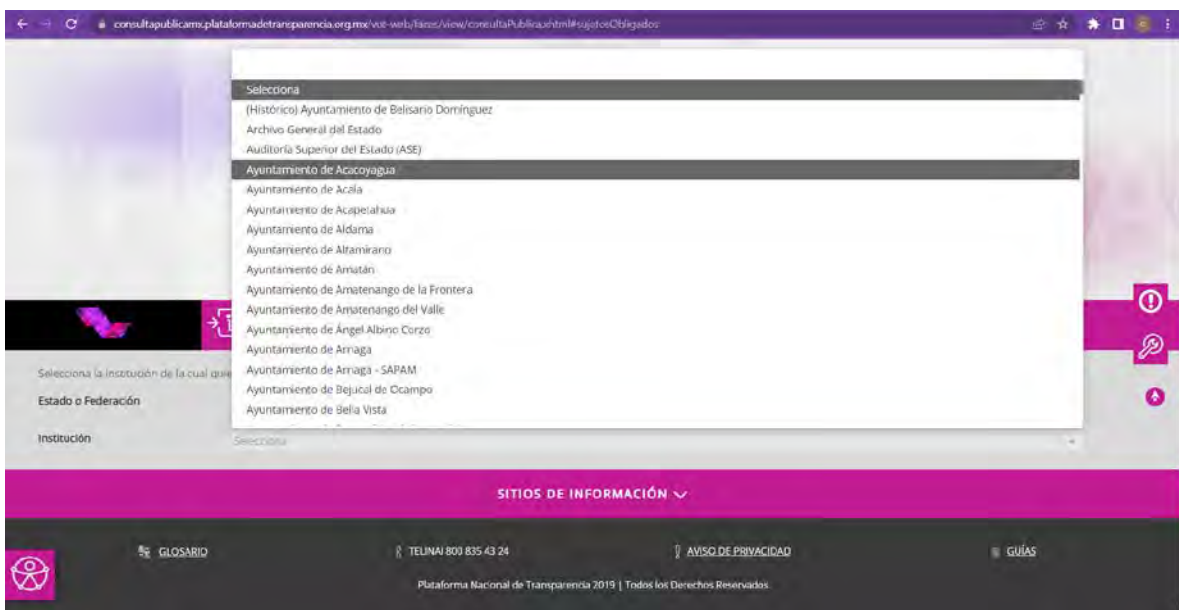 consultapublicamx.plataformadetransparencia.org.mx/vut-web/faces/view/consultaPublica.xhtml#sujetosObligados
Selecciona
(Histórico) Ayuntamiento de Belisario Domínguez
Archivo General del Estado
Auditoría Superior del Estado (ASE)
Ayuntamiento de Acacoyagua
Ayuntamiento de Acala
Ayuntamiento de Acapetahua
Ayuntamiento de Aldama
Ayuntamiento de Altamirano
Ayuntamiento de Amatán
Ayuntamiento de Amatenango de la Frontera
Ayuntamiento de Amatenango del Valle
Ayuntamiento de Ángel Albino Corzo
Ayuntamiento de Arriaga
Ayuntamiento de Arriaga - SAPAM
Ayuntamiento de Bejucal de Ocampo
Ayuntamiento de Bella Vista
Selecciona la institución de la cual
Estado o Federación
Institución
Selecciona
SITIOS DE INFORMACIÓN
GLOSARIO
TELINAI 800 835 43 24
AVISO DE PRIVACIDAD
GUÍAS
Plataforma Nacional de Transparencia 2019 | Todos los Derechos Reservados